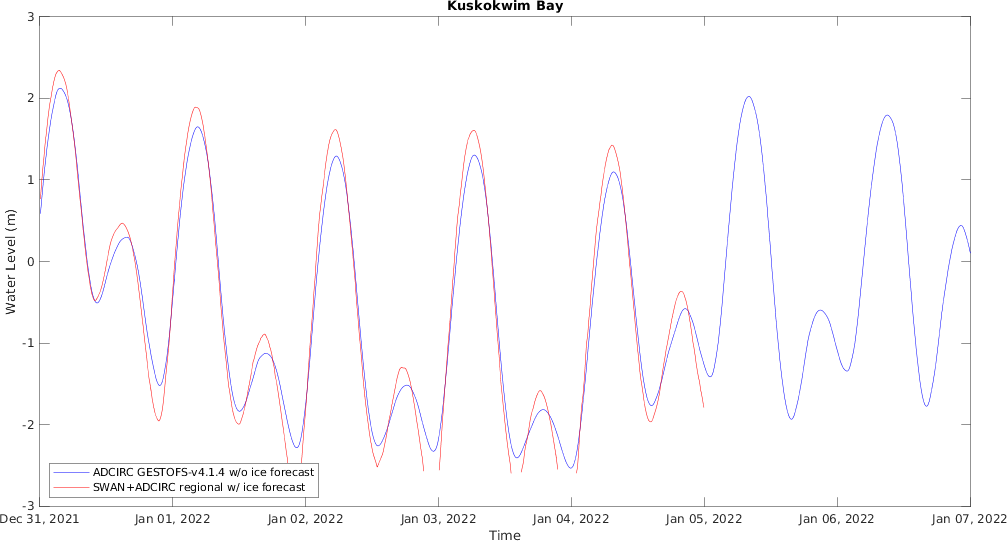 Kuskokwim Bay
3
2
1
0
-1
-2
-3
Water Level (m)
ADCIRC GESTOFS-v4.1.4 w/o ice forecast
SWAN+ADCIRC regional w/ ice forecast
Dec 31, 2021 Jan 01, 2022 Jan 02, 2022 Jan 03, 2022 Jan 04, 2022 Jan 05, 2022 Jan 06, 2022 Jan 07, 2022
Time